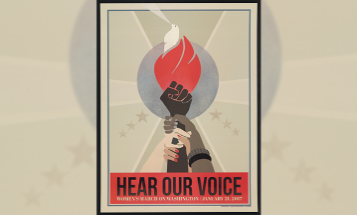 HEAR OUR VOICE
WOMEN'S MARCH ON WASHINGTON | JANUARY 21, 2017